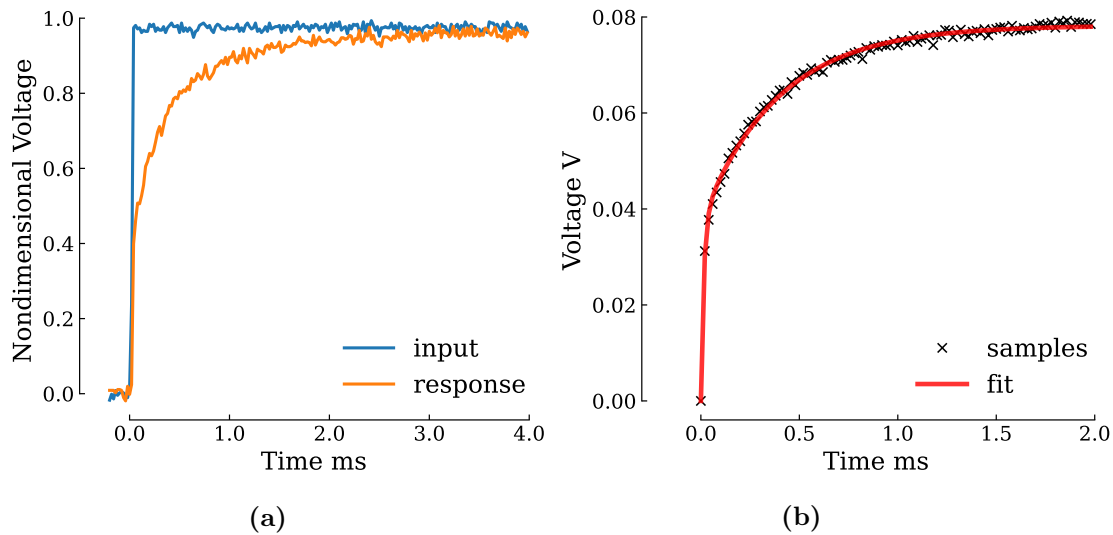 Nondimensional Voltage
1.0
0.8
0.6
0.4
0.2
0.0
input
response
0.0 1.0 2.0 3.0 4.0
Time ms
(a)
Voltage V
0.08
0.06
0.04
0.02
0.00
samples
fit
0.0 0.5 1.0 1.5 2.0
Time ms
(b)